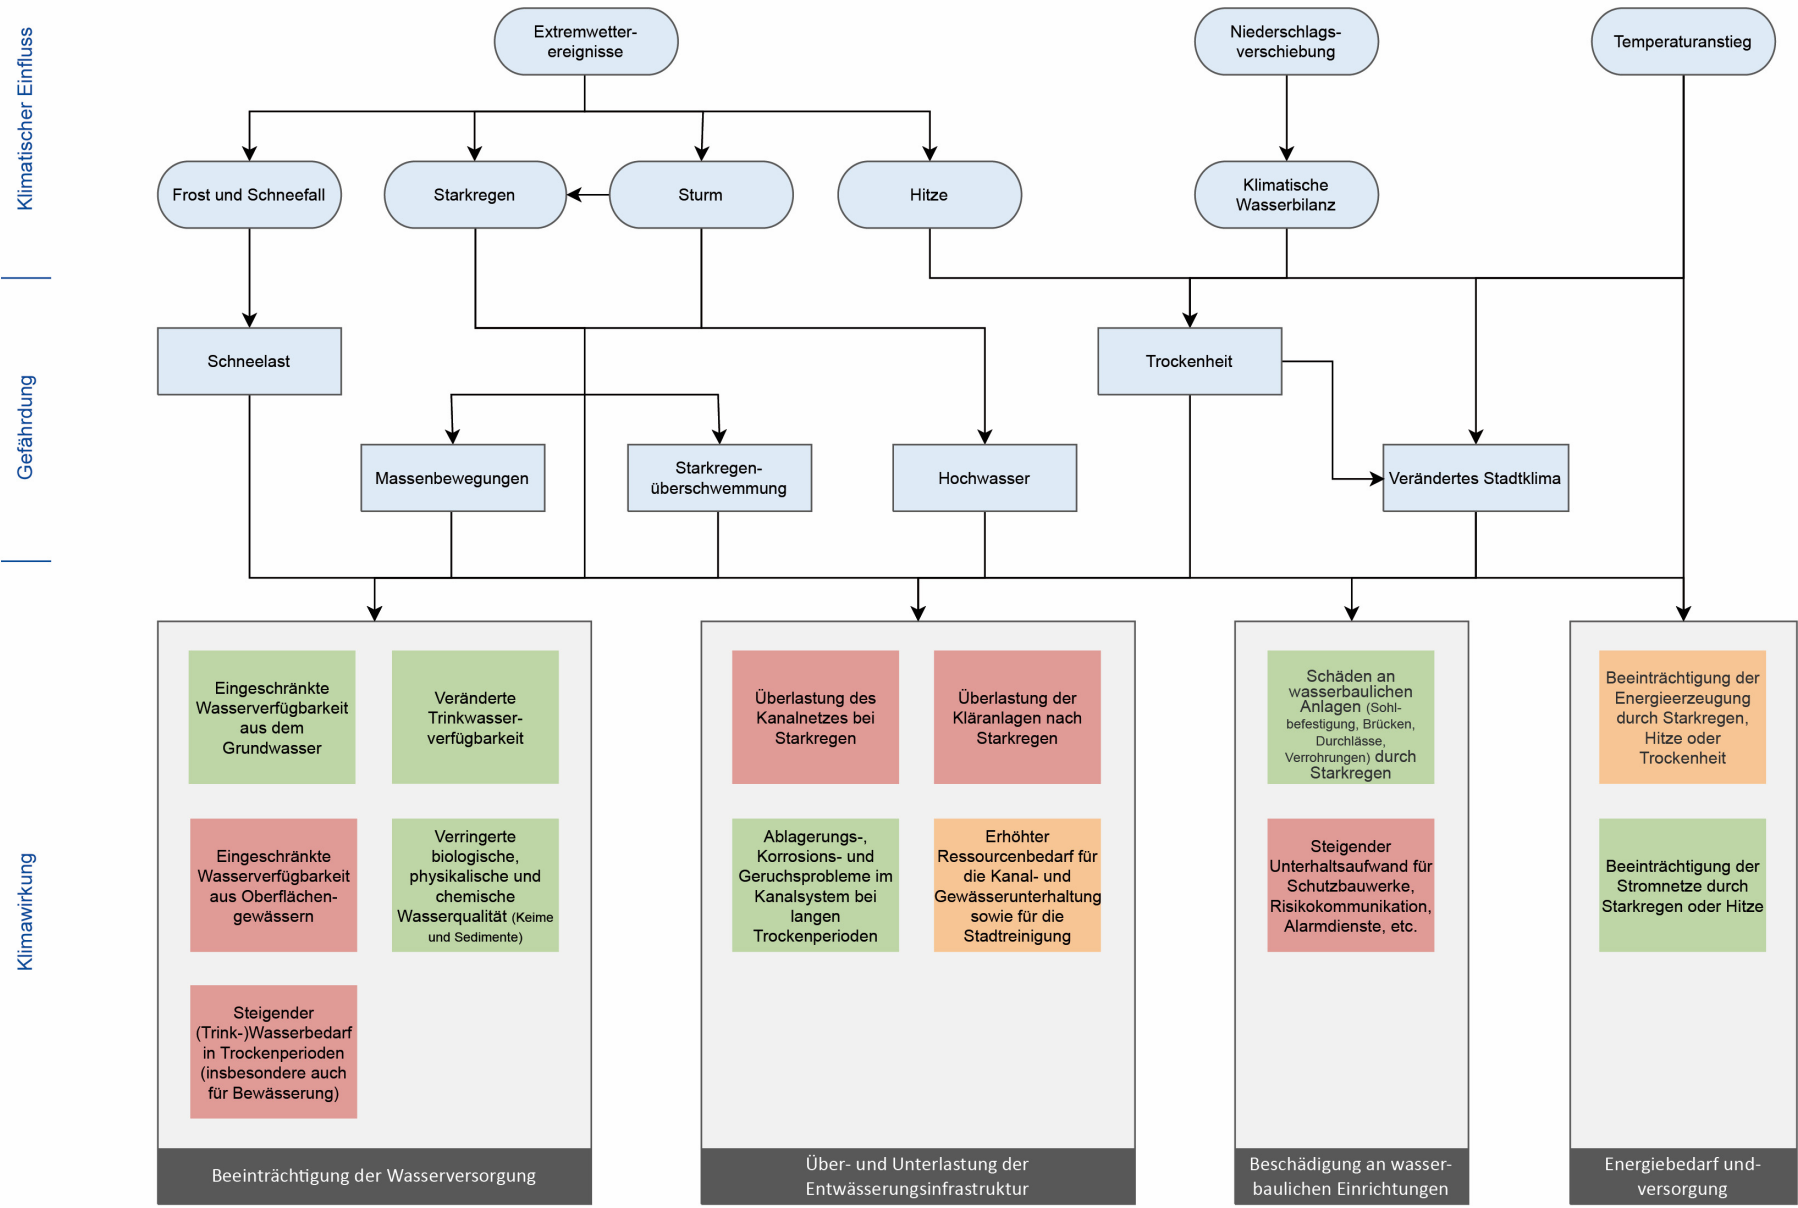 Klimatischer Einfluss
Extremwetter-
ereignisse
Niederschlags-
verschiebung
Temperaturanstieg
Frost und Schneefall
Starkregen
Sturm
Hitze
Klimatische
Wasserbilanz
Gefährdung
Schneelast
Trockenheit
Massenbewegungen
Starkregen-
überschwemmung
Hochwasser
Verändertes Stadtklima
Klimawirkung
Eingeschränkte
Wasserverfügbarkeit
aus dem
Grundwasser
Veränderte
Trinkwasser-
verfügbarkeit
Eingeschränkte
Wasserverfügbarkeit
aus Oberflächen-
gewässern
Verringerte
biologische,
physikalische und
chemische
Wasserqualität (Keime
und Sedimente)
Steigender
(Trink-)Wasserbedarf
in Trockenperioden
(insbesondere auch
für Bewässerung)
Beeinträchtigung der Wasserversorgung
Überlastung des
Kanalnetzes bei
Starkregen
Überlastung der
Kläranlagen nach
Starkregen
Ablagerungs-,
Korrosions- und
Geruchsprobleme im
Kanalsystem bei
langen
Trockenperioden
Erhöhter
Ressourcenbedarf für
die Kanal- und
Gewässerunterhaltung
sowie für die
Stadtreinigung
Über- und Unterlastung der
Entwässerungsinfrastruktur
Schäden an
wasserbaulichen
Anlagen (Sohl-
befestigung, Brücken,
Durchlässe,
Verrohrungen) durch
Starkregen
Steigender
Unterhaltsaufwand für
Schutzbauwerke,
Risikokommunikation,
Alarmdienste, etc.
Beschädigung an wasser-
baulichen Einrichtungen
Beeinträchtigung der
Energieerzeugung
durch Starkregen,
Hitze oder
Trockenheit
Beeinträchtigung der
Stromnetze durch
Starkregen oder Hitze
Energiebedarf und-
versorgung